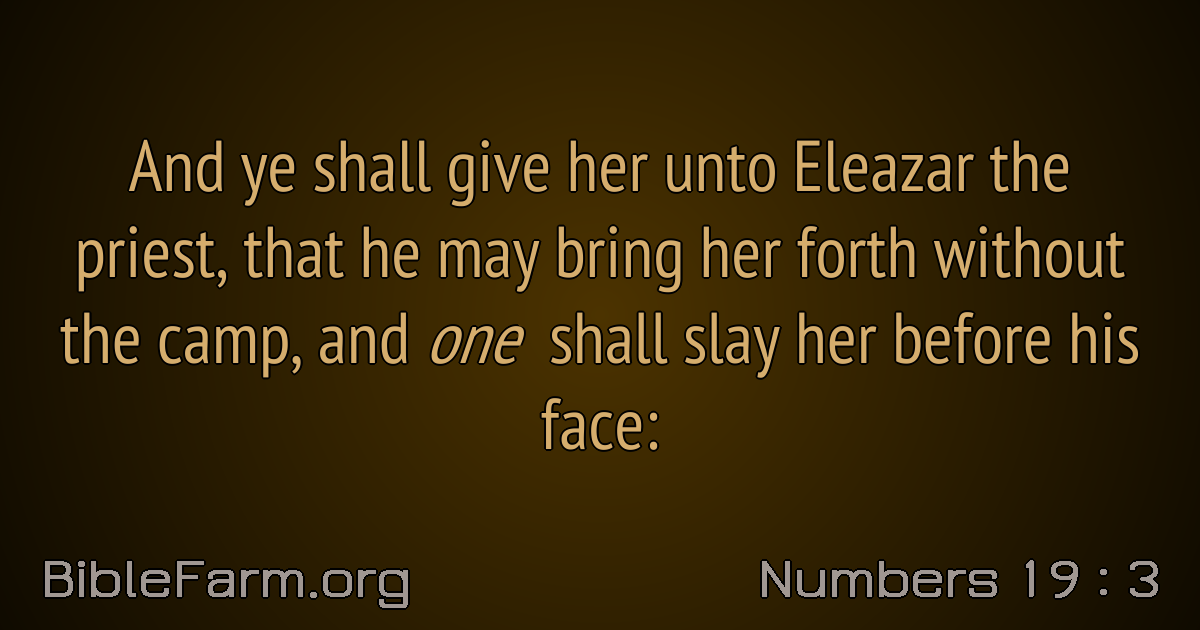 And ye shall give her unto Eleazar the
priest, that he may bring her forth without
the camp, and one shall slay her before his
face:
BibleFarm.org
Numbers 19 : 3